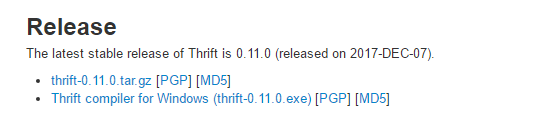 Release
The latest stable release of Thrift is 0.11.0 (released on 2017-DEC-07).
• thrift-0.11.0.tar.gz [PGP] [MD5]
• Thrift compiler for Windows (thrift-0.11.0.exe) [PGP] [MD5]